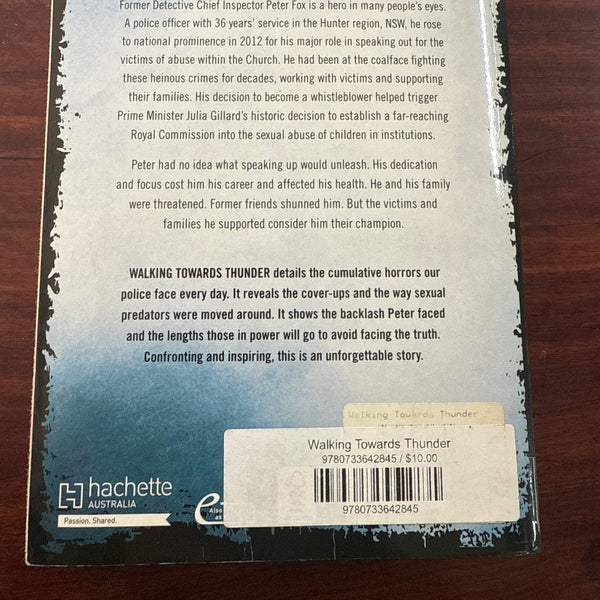 Former Detective Chief Inspector Peter Fox is a hero in many people's eyes.
A police officer with 36 years' service in the Hunter region, NSW, he rose
to national prominence in 2012 for his major role in speaking out for the
victims of abuse within the Church. He had been at the coalface fighting
these heinous crimes for decades, working with victims and supporting
their families. His decision to become a whistleblower helped trigger
Prime Minister Julia Gillard's historic decision to establish a far-reaching
Royal Commission into the sexual abuse of children in institutions.
Peter had no idea what speaking up would unleash. His dedication
and focus cost him his career and affected his health. He and his family
were threatened. Former friends shunned him. But the victims and
families he supported consider him their champion.
WALKING TOWARDS THUNDER details the cumulative horrors our
police face every day. It reveals the cover-ups and the way sexual
predators were moved around. It shows the backlash Peter faced
and the lengths those in power will go to avoid facing the truth.
Confronting and inspiring, this is an unforgettable story.
Walking Towards Thunder
Walking Towards Thunder
9780733642845 / $10.00
9780733642845
hachette
AUSTRALIA
Passion. Shared.
e
Also
as